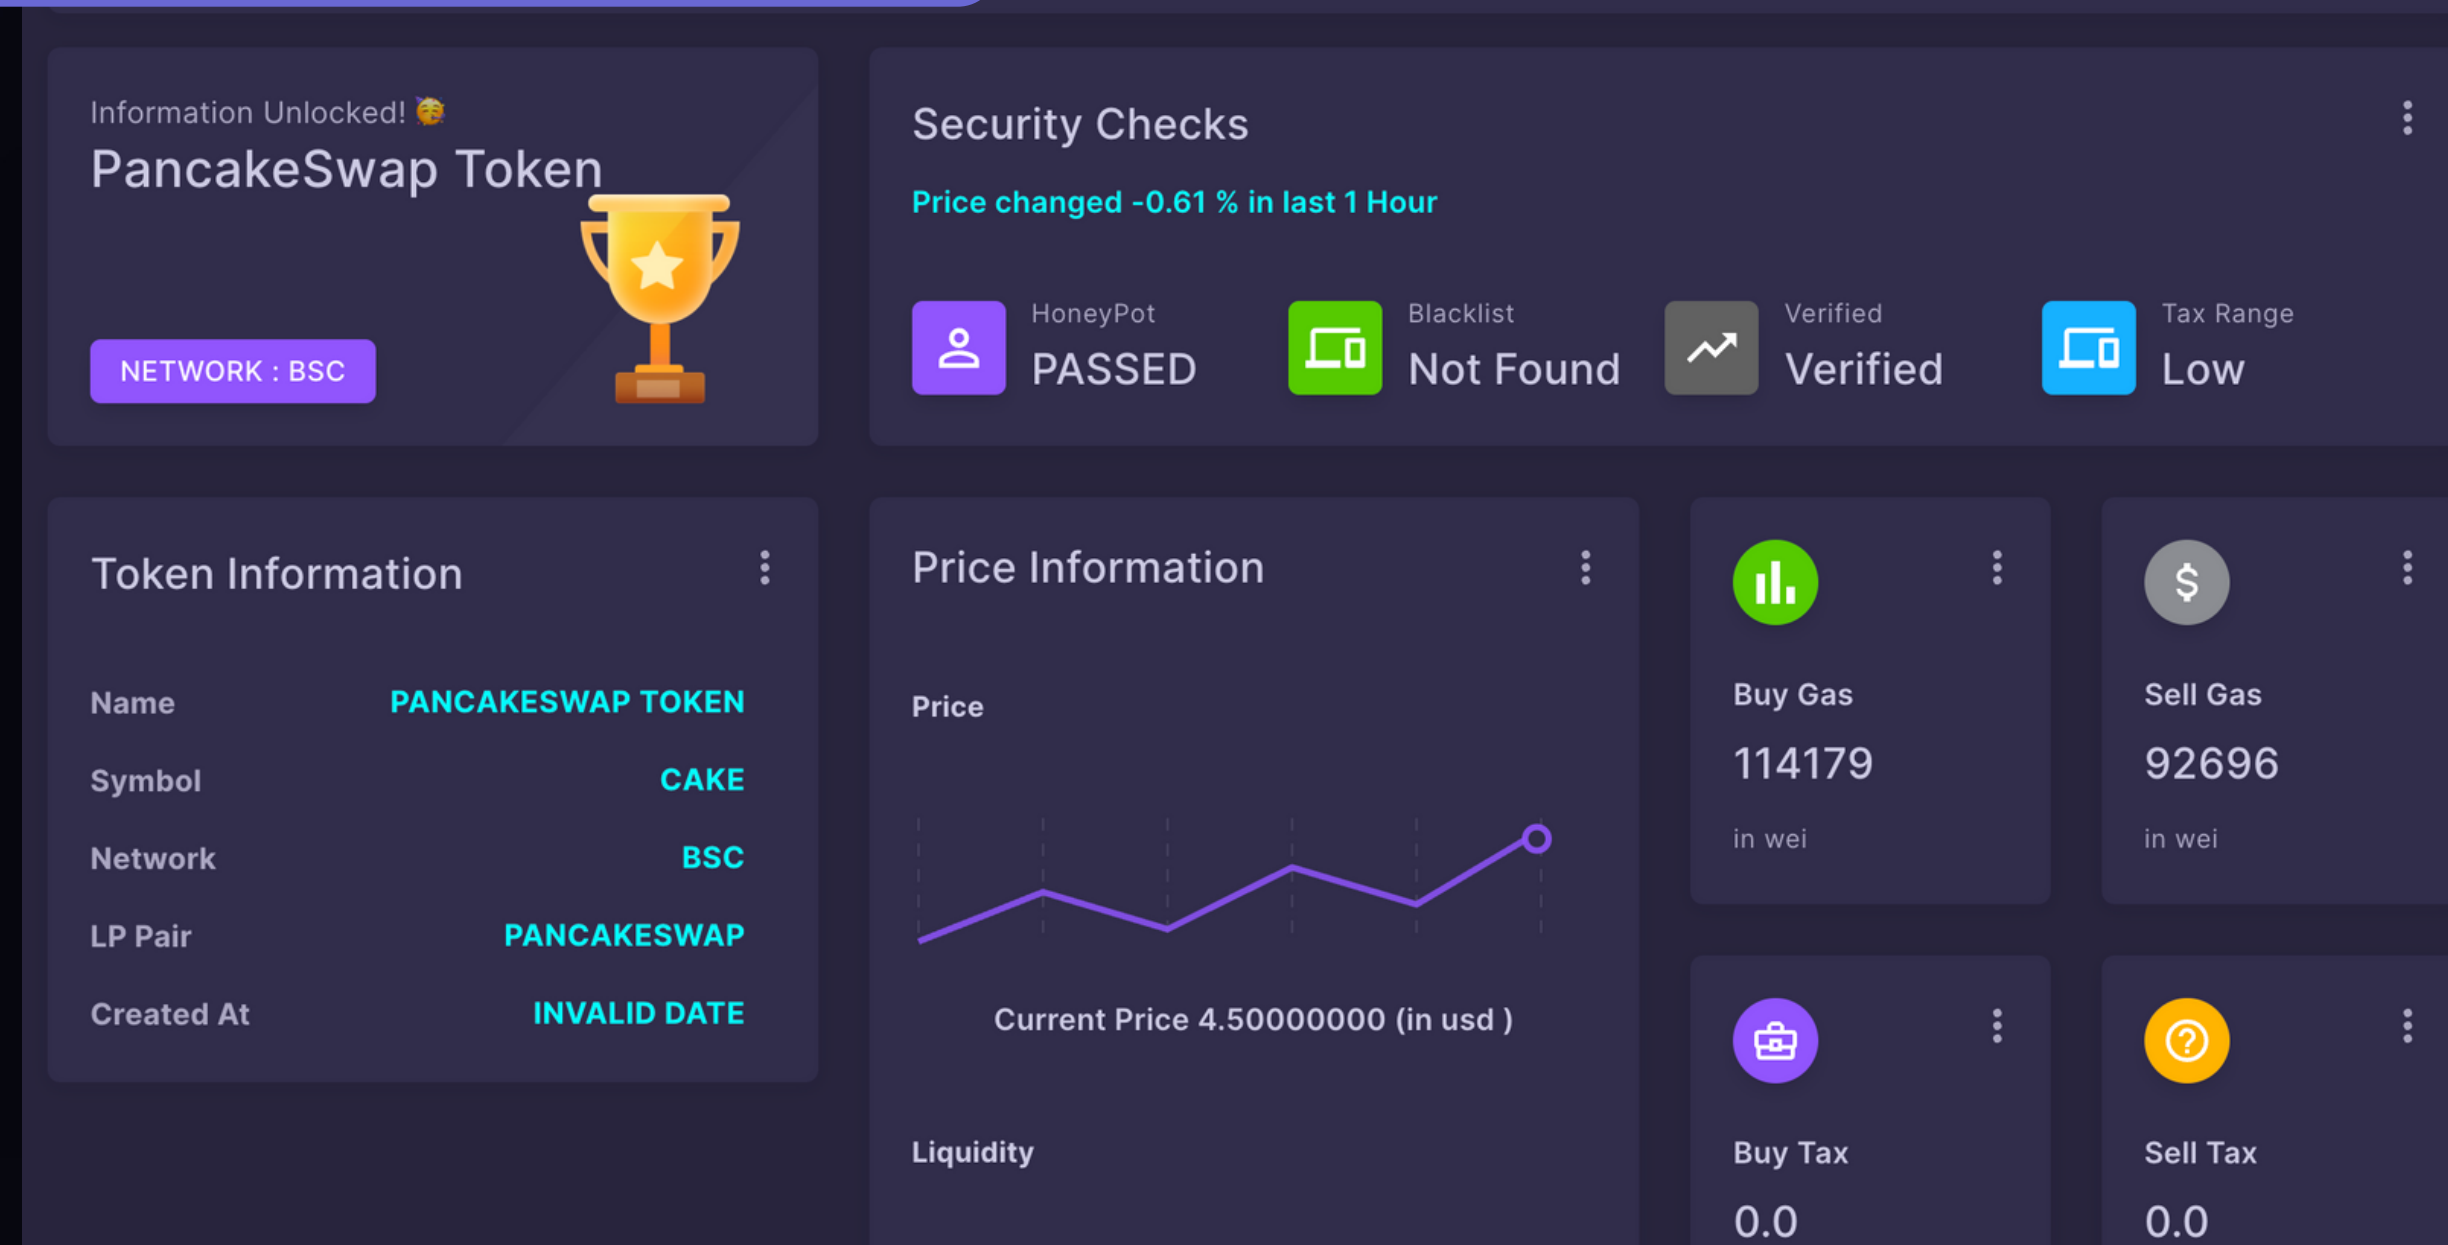 Information Unlocked! 🥳
PancakeSwap Token
NETWORK : BSC
Security Checks
Price changed -0.61 % in last 1 Hour
HoneyPot
PASSED
Blacklist
Not Found
Verified
Verified
Tax Range
Low
Token Information
Name PANCAKESWAP TOKEN
Symbol CAKE
Network BSC
LP Pair PANCAKESWAP
Created At INVALID DATE
Price Information
Price
Current Price 4.50000000 (in usd )
Liquidity
Buy Gas
114179
in wei
$
Sell Gas
92696
in wei
Buy Tax
0.0
?
Sell Tax
0.0